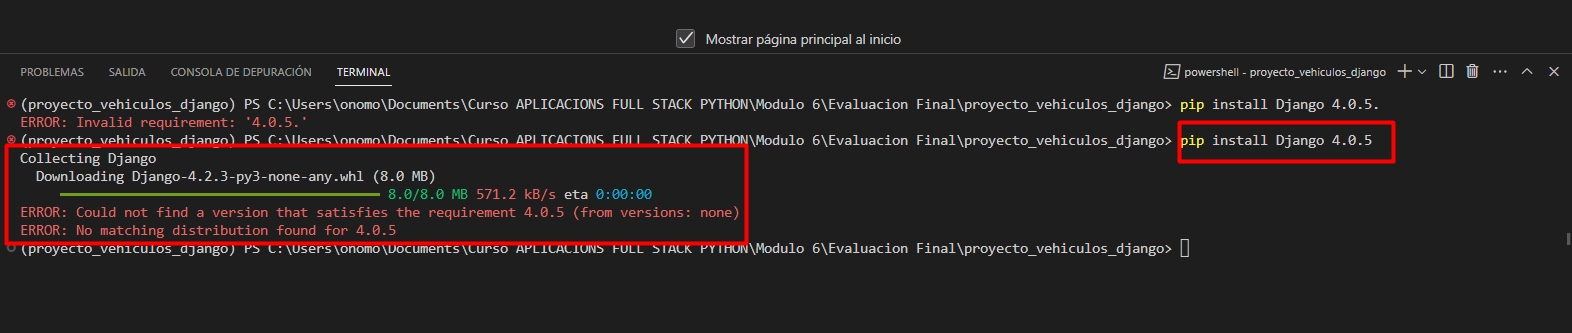 Mostrar página principal al inicio
PROBLEMAS SALIDA CONSOLA DE DEPURACIÓN TERMINAL powershell - proyecto_vehiculos_django
(proyecto_vehiculos_django) PS C:\Users\onomo\Documents\Curso APLICACIONS FULL STACK PYTHON\Modulo 6\Evaluacion Final\proyecto_vehiculos_django> pip install Django 4.0.5.
ERROR: Invalid requirement: '4.0.5.'
(proyecto_vehiculos_django) PS C:\Users\onomo\Documents\Curso APLICACIONS FULL STACK PYTHON\Modulo 6\Evaluacion Final\proyecto_vehiculos_django> pip install Django 4.0.5
Collecting Django
Downloading Django-4.2.3-py3-none-any.whl (8.0 MB)
8.0/8.0 MB 571.2 kB/s eta 0:00:00
ERROR: Could not find a version that satisfies the requirement 4.0.5 (from versions: none)
ERROR: No matching distribution found for 4.0.5
(proyecto_vehiculos_django) PS C:\Users\onomo\Documents\Curso APLICACIONS FULL STACK PYTHON\Modulo 6\Evaluacion Final\proyecto_vehiculos_django>